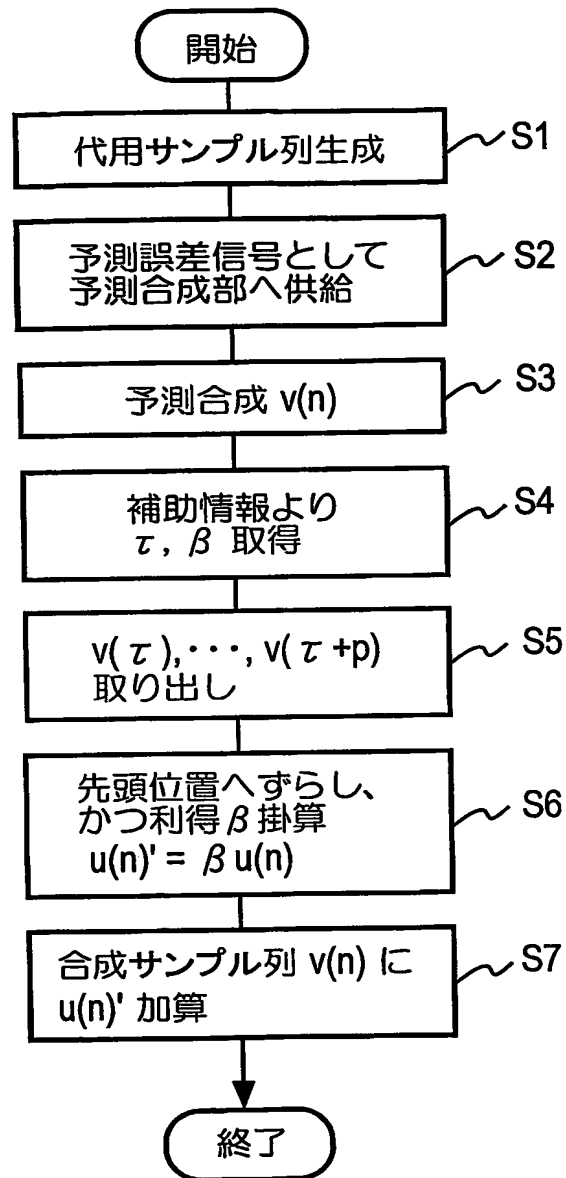 開始
代用サンプル列生成
S1
予測誤差信号として
予測合成部へ供給
S2
予測合成 v(n)
S3
補助情報より
τ, β 取得
S4
v(τ),･･･, v(τ+p)
取り出し
S5
先頭位置へずらし、
かつ利得β掛算
u(n)' = βu(n)
S6
合成サンプル列 v(n) に
u(n)' 加算
S7
終了